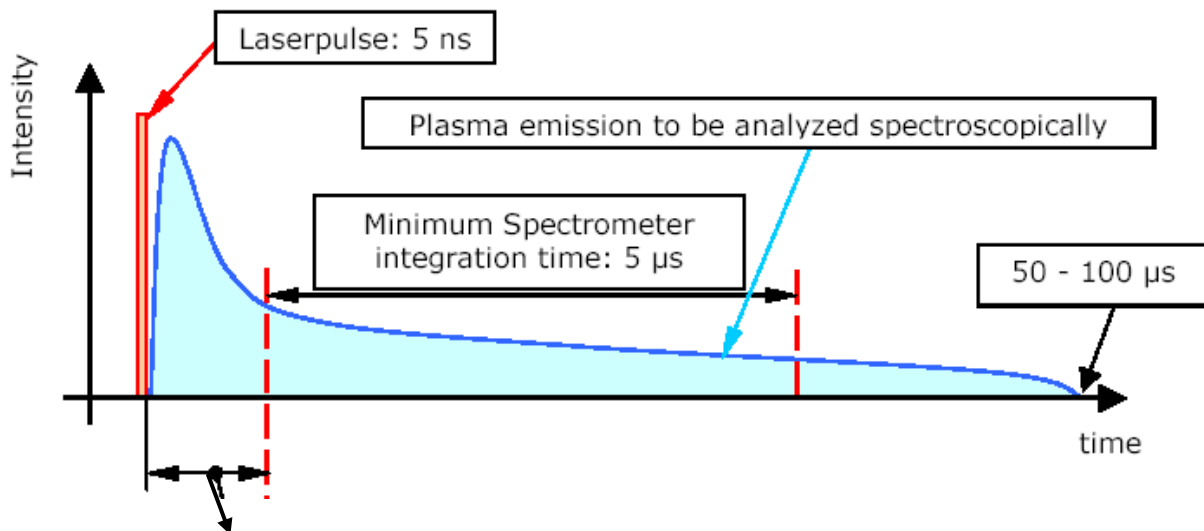 Laserpulse: 5 ns
Intensity
Plasma emission to be analyzed spectroscopically
Minimum Spectrometer
integration time: 5 µs
50 - 100 µs
time